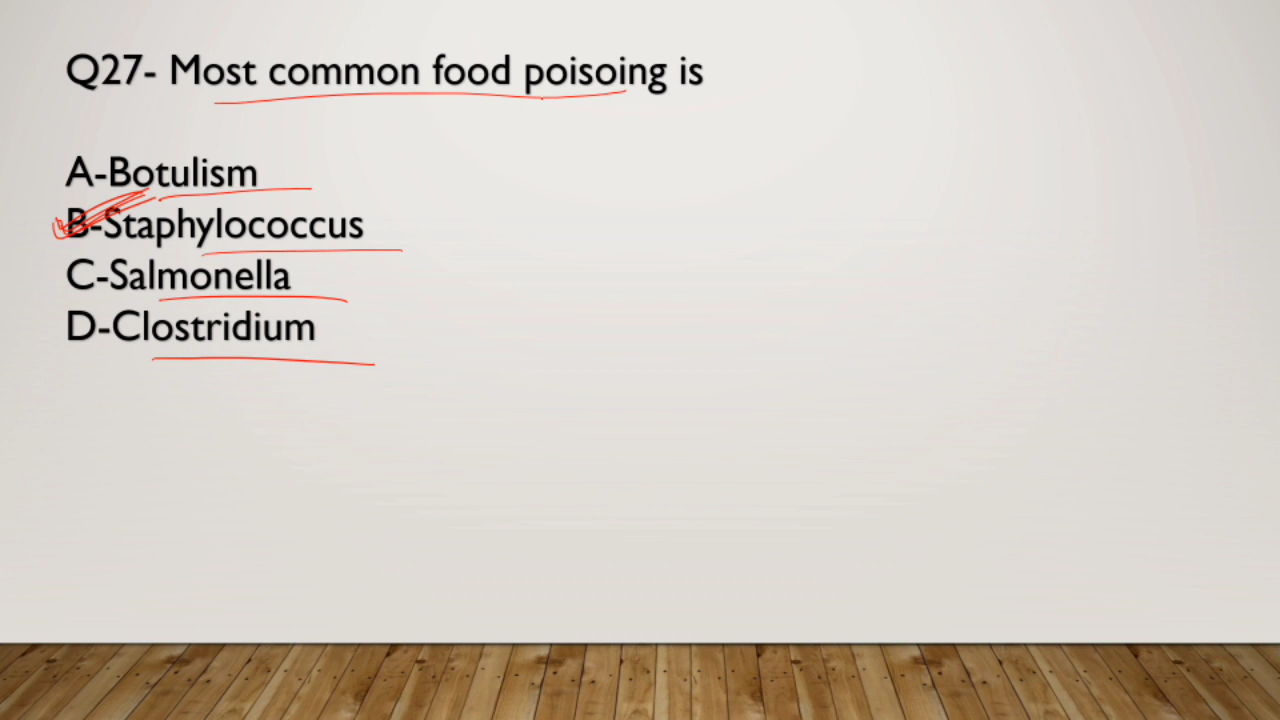 Q27- Most common food poisoing is
A-Botulism
B-Staphylococcus
C-Salmonella
D-Clostridium